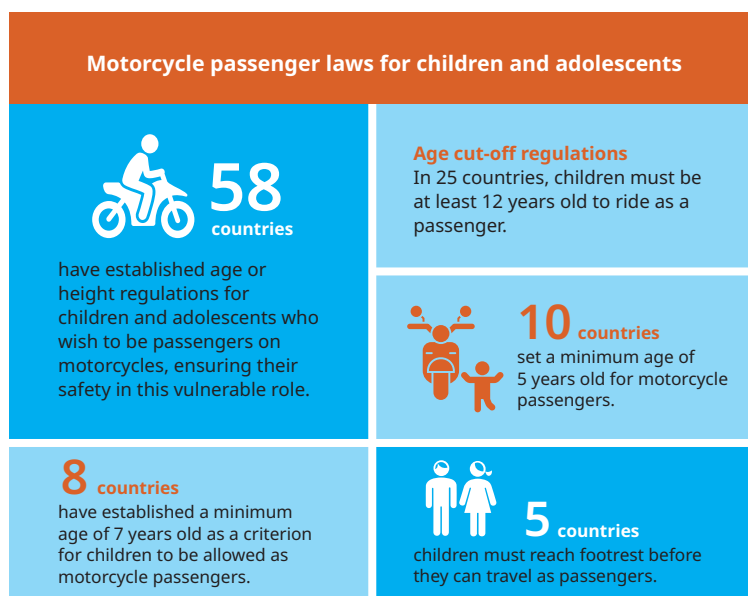 Motorcycle passenger laws for children and adolescents
58
countries
have established age or
height regulations for
children and adolescents who
wish to be passengers on
motorcycles, ensuring their
safety in this vulnerable role.
Age cut-off regulations
In 25 countries, children must be
at least 12 years old to ride as a
passenger.
10 countries
set a minimum age of
5 years old for motorcycle
passengers.
8 countries
have established a minimum
age of 7 years old as a criterion
for children to be allowed as
motorcycle passengers.
5 countries
children must reach footrest before
they can travel as passengers.